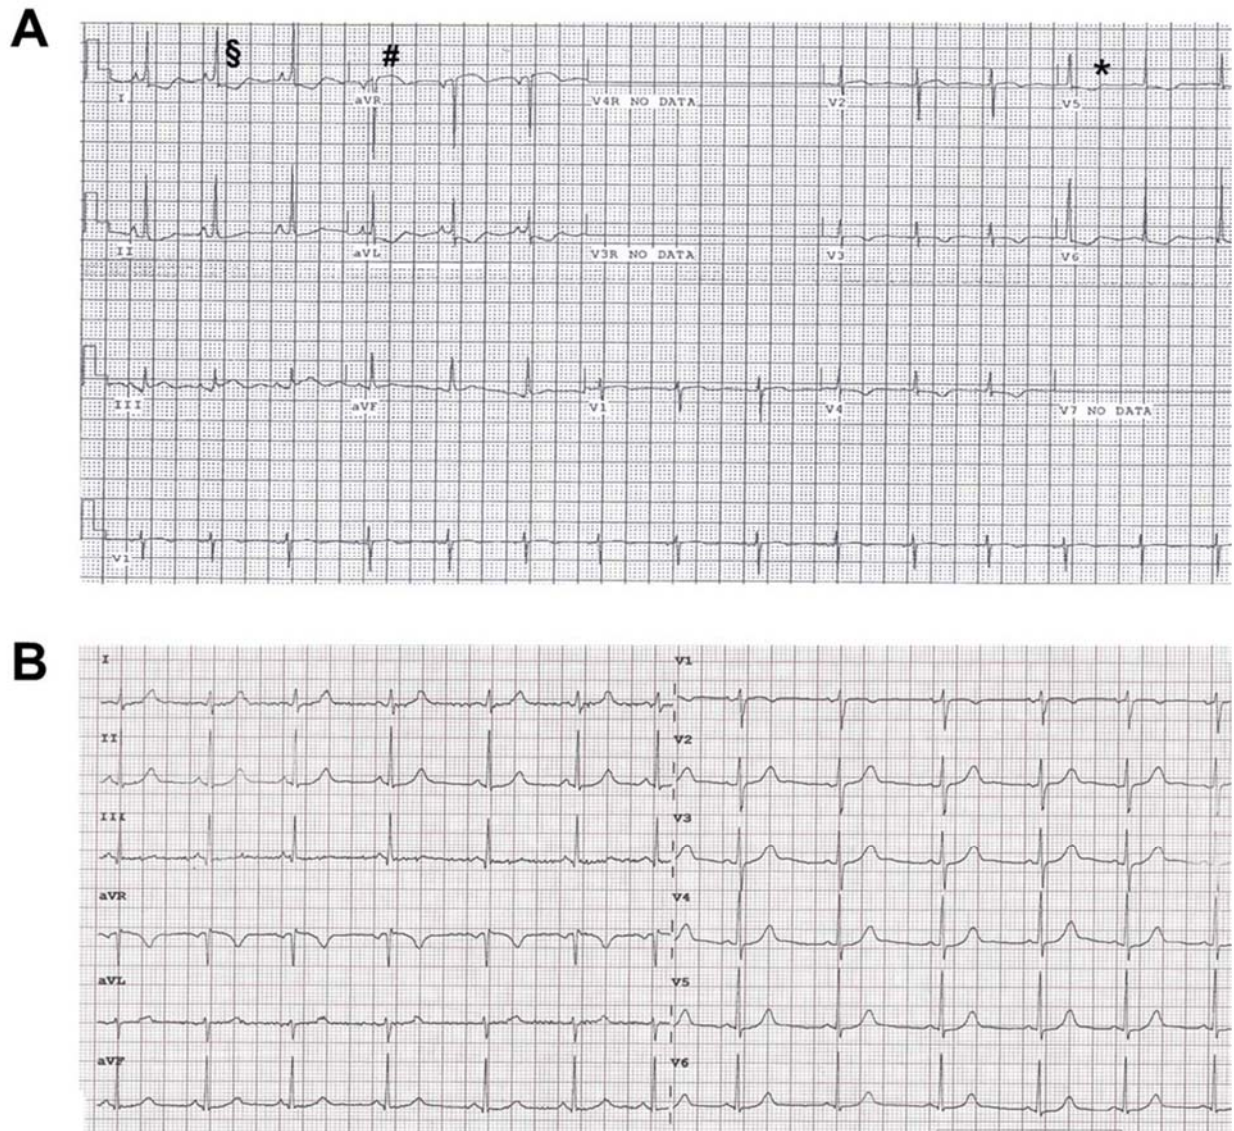 A
§ # *
I aVR V4R NO DATA V2 V5
II aVL V3R NO DATA V3 V6
III aVF V1 V4 V7 NO DATA
V1
B
I V1
II V2
III V3
aVR V4
aVL V5
aVF V6